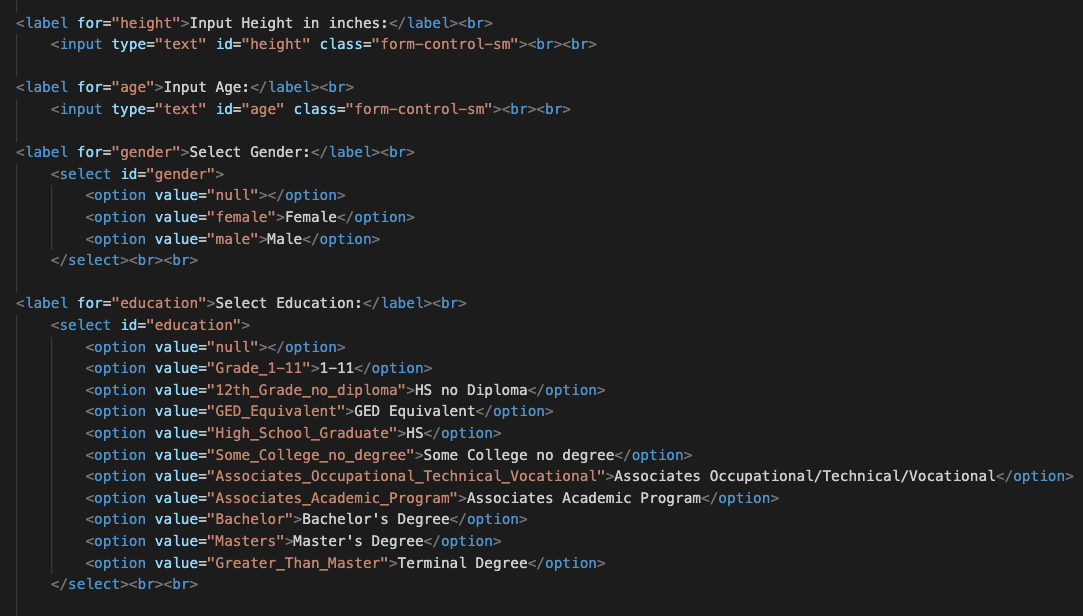 <label for="height">Input Height in inches:</label><br>
<input type="text" id="height" class="form-control-sm"><br><br>
<label for="age">Input Age:</label><br>
<input type="text" id="age" class="form-control-sm"><br><br>
<label for="gender">Select Gender:</label><br>
<select id="gender">
<option value="null"></option>
<option value="female">Female</option>
<option value="male">Male</option>
</select><br><br>
<label for="education">Select Education:</label><br>
<select id="education">
<option value="null"></option>
<option value="Grade_1-11">1-11</option>
<option value="12th_Grade_no_diploma">HS no Diploma</option>
<option value="GED_Equivalent">GED Equivalent</option>
<option value="High_School_Graduate">HS</option>
<option value="Some_College_no_degree">Some College no degree</option>
<option value="Associates_Occupational_Technical_Vocational">Associates Occupational/Technical/Vocational</option>
<option value="Associates_Academic_Program">Associates Academic Program</option>
<option value="Bachelor">Bachelor's Degree</option>
<option value="Masters">Master's Degree</option>
<option value="Greater_Than_Master">Terminal Degree</option>
</select><br><br>